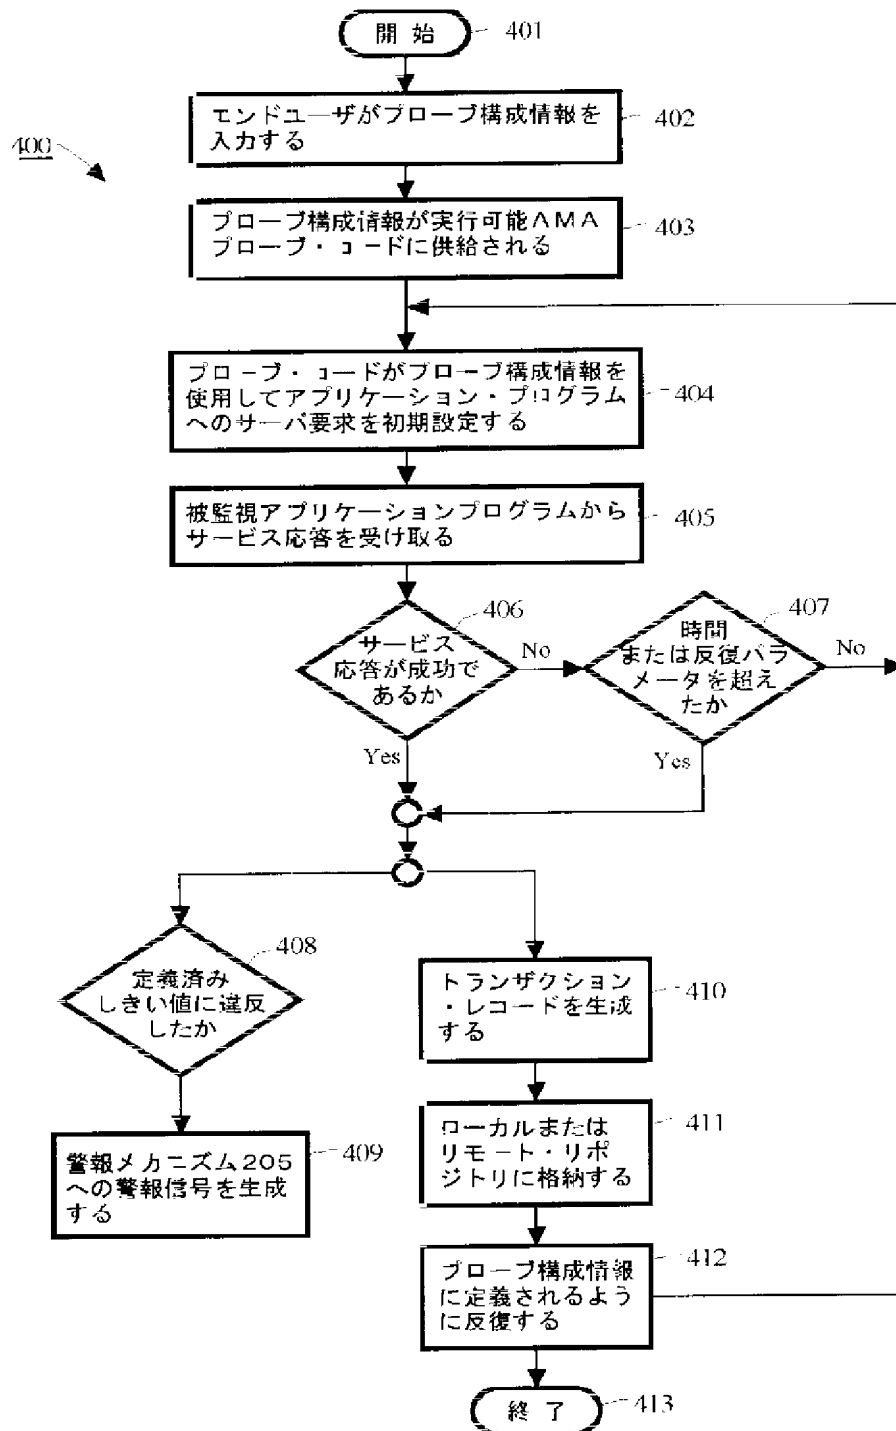 開 始
401
400
エンドユーザがプローブ構成情報を
入力する
402
プローブ構成情報が実行可能AMA
プローブ・コードに供給される
403
プローブ・コードがプローブ構成情報を
使用してアプリケーション・プログラム
へのサーバ要求を初期設定する
404
被監視アプリケーションプログラムから
サービス応答を受け取る
405
406
サービス
応答が成功で
あるか
No
Yes
407
時間
または反復パラ
メータを超え
たか
No
Yes
408
定義済み
しきい値に違反
したか
警報メカニズム205
への警報信号を生成
する
409
トランザクション
・レコードを生成
する
410
ローカルまたは
リモート・リポ
ジトリに格納する
411
プローブ構成情報
に定義されるよう
に反復する
412
終 了
413